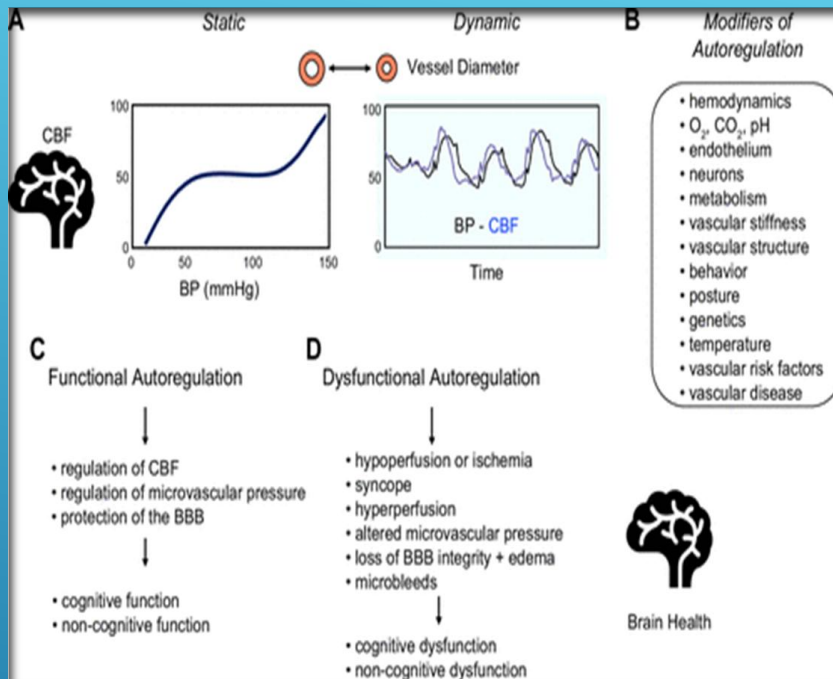 A
Static
Dynamic
Vessel Diameter
CBF
100
50
0
0
50
100
150
BP (mmHg)
100
50
0
BP - CBF
Time
B
Modifiers of
Autoregulation
• hemodynamics
• O₂, CO₂, pH
• endothelium
• neurons
• metabolism
• vascular stiffness
• vascular structure
• behavior
• posture
• genetics
• temperature
• vascular risk factors
• vascular disease
C
Functional Autoregulation
• regulation of CBF
• regulation of microvascular pressure
• protection of the BBB
• cognitive function
• non-cognitive function
D
Dysfunctional Autoregulation
• hypoperfusion or ischemia
• syncope
• hyperperfusion
• altered microvascular pressure
• loss of BBB integrity + edema
• microbleeds
• cognitive dysfunction
• non-cognitive dysfunction
Brain Health